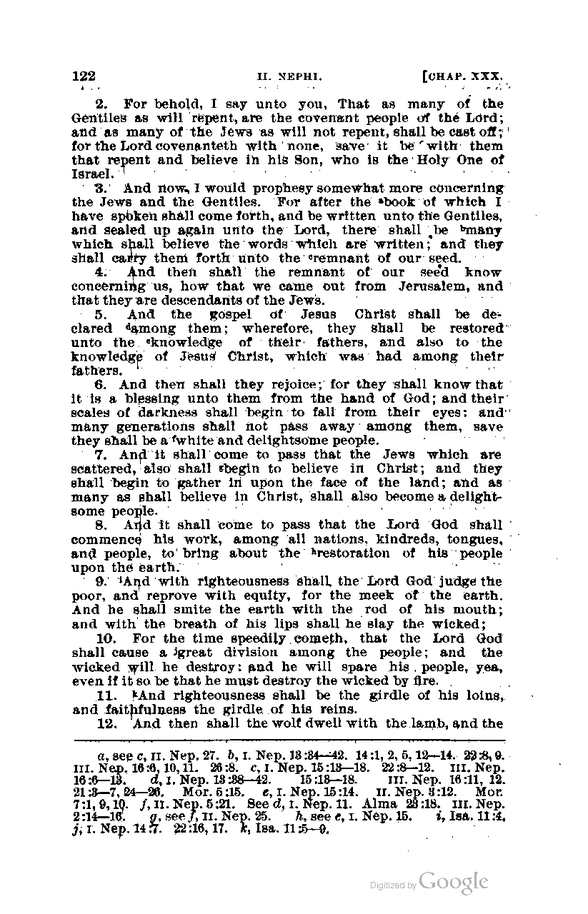 122 II. NEPHI. [CHAP. XXX.
2. For behold, I say unto you, That as many of the
Gentiles as will repent, are the covenant people of the Lord;
and as many of the Jews as will not repent, shall be cast off;
for the Lord covenanteth with none, save it be with them
that repent and believe in his Son, who is the Holy One of
Israel.
3. And now, I would prophesy somewhat more concerning
the Jews and the Gentiles. For after the ᵃbook of which I
have spoken shall come forth, and be written unto the Gentiles,
and sealed up again unto the Lord, there shall be ᵇmany
which shall believe the words which are written; and they
shall carry them forth unto the ᶜremnant of our seed.
4. And then shall the remnant of our seed know
concerning us, how that we came out from Jerusalem, and
that they are descendants of the Jews.
5. And the gospel of Jesus Christ shall be de-
clared ᵈamong them; wherefore, they shall be restored
unto the ᵉknowledge of their fathers, and also to the
knowledge of Jesus Christ, which was had among their
fathers.
6. And then shall they rejoice; for they shall know that
it is a blessing unto them from the hand of God; and their
scales of darkness shall begin to fall from their eyes: and
many generations shall not pass away among them, save
they shall be a ᶠwhite and delightsome people.
7. And it shall come to pass that the Jews which are
scattered, also shall ᵍbegin to believe in Christ; and they
shall begin to gather in upon the face of the land; and as
many as shall believe in Christ, shall also become a delight-
some people.
8. And it shall come to pass that the Lord God shall
commence his work, among all nations, kindreds, tongues,
and people, to bring about the ʰrestoration of his people
upon the earth.
9. ⁱAnd with righteousness shall the Lord God judge the
poor, and reprove with equity, for the meek of the earth.
And he shall smite the earth with the rod of his mouth;
and with the breath of his lips shall he slay the wicked;
10. For the time speedily cometh, that the Lord God
shall cause a ʲgreat division among the people; and the
wicked will he destroy: and he will spare his people, yea,
even if it so be that he must destroy the wicked by fire.
11. ᵏAnd righteousness shall be the girdle of his loins,
and faithfulness the girdle of his reins.
12. And then shall the wolf dwell with the lamb, and the
a, see c, II. Nep. 27. b, I. Nep. 13:34—42. 14:1, 2, 5, 12—14. 22:8, 9.
III. Nep. 16:6, 10, 11. 26:8. c, I. Nep. 15:13—18. 22:8—12. III. Nep.
16:6—13. d, I. Nep. 13:38—42. 15:13—18. III. Nep. 16:11, 12.
21:3—7, 24—26. Mor. 5:15. e, I. Nep. 15:14. II. Nep. 3:12. Mor.
7:1, 9, 10. f, II. Nep. 5:21. See d, I. Nep. 11. Alma 23:18. III. Nep.
2:14—16. g, see f, II. Nep. 25. h, see e, I. Nep. 15. i, Isa. 11:4.
j, I. Nep. 14:7. 22:16, 17. k, Isa. 11:5—9.
Digitized by Google